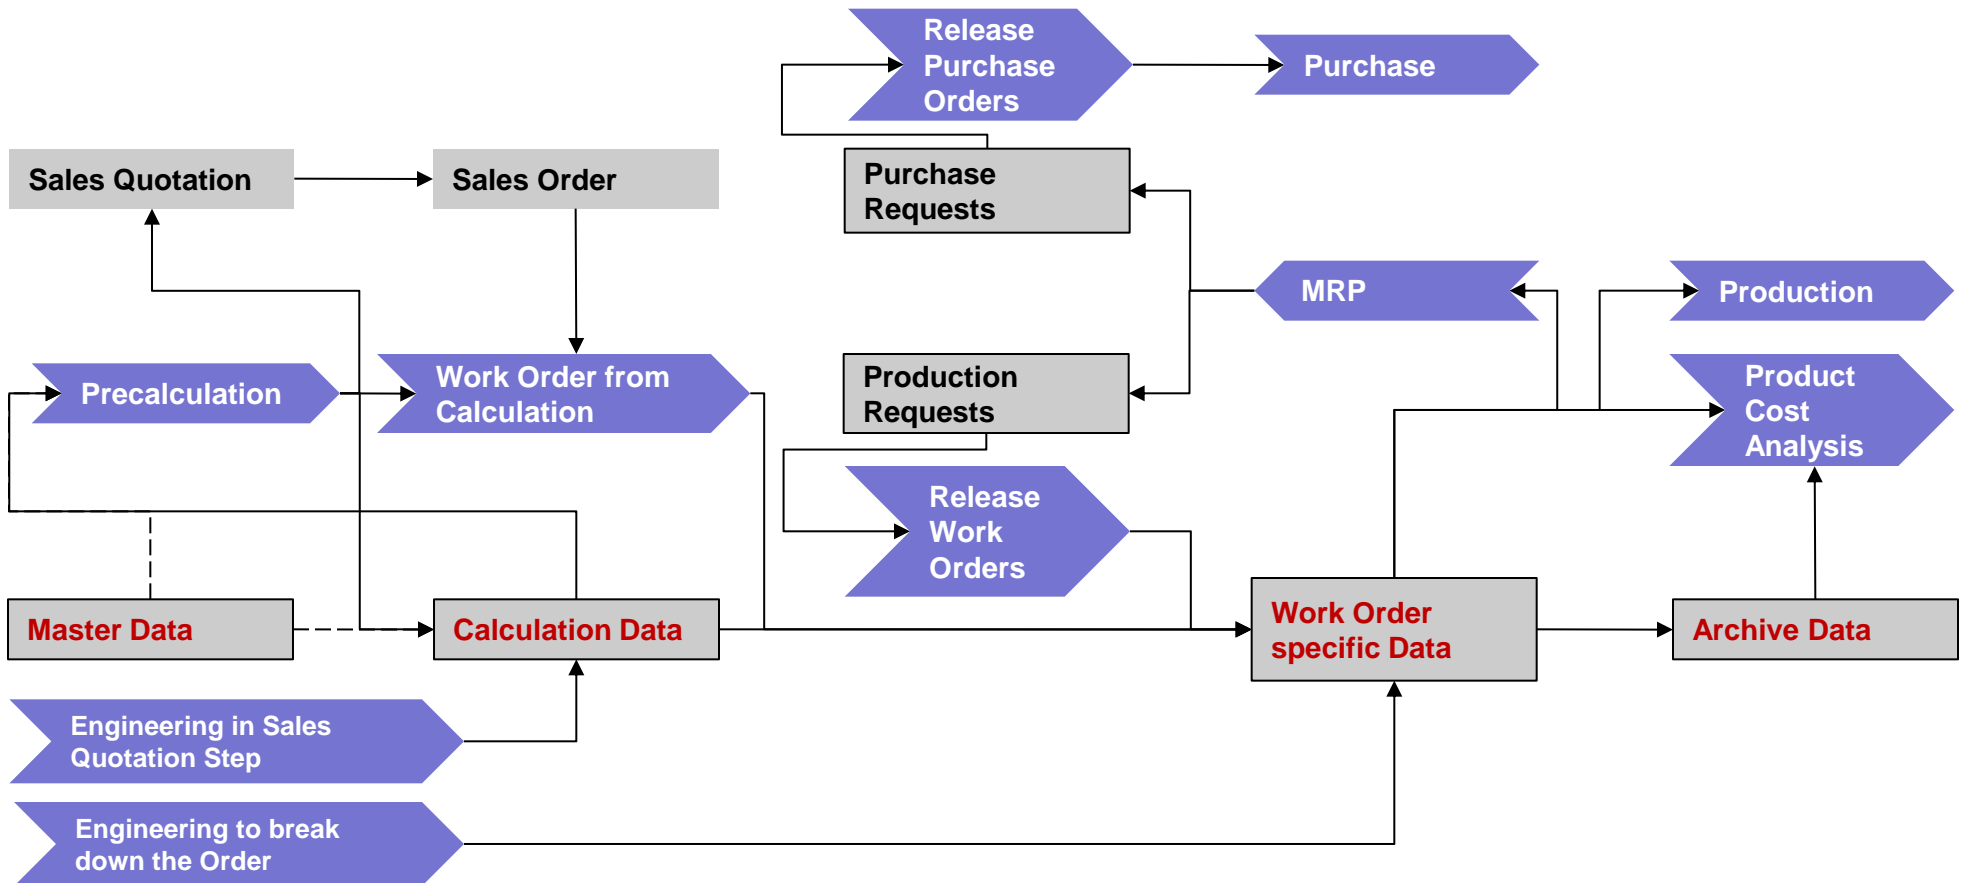 Release
Purchase
Orders
Purchase
Sales Quotation
Sales Order
Purchase
Requests
MRP
Production
Precalculation
Work Order from
Calculation
Production
Requests
Product
Cost
Analysis
Release
Work
Orders
Master Data
Calculation Data
Work Order
specific Data
Archive Data
Engineering in Sales
Quotation Step
Engineering to break
down the Order